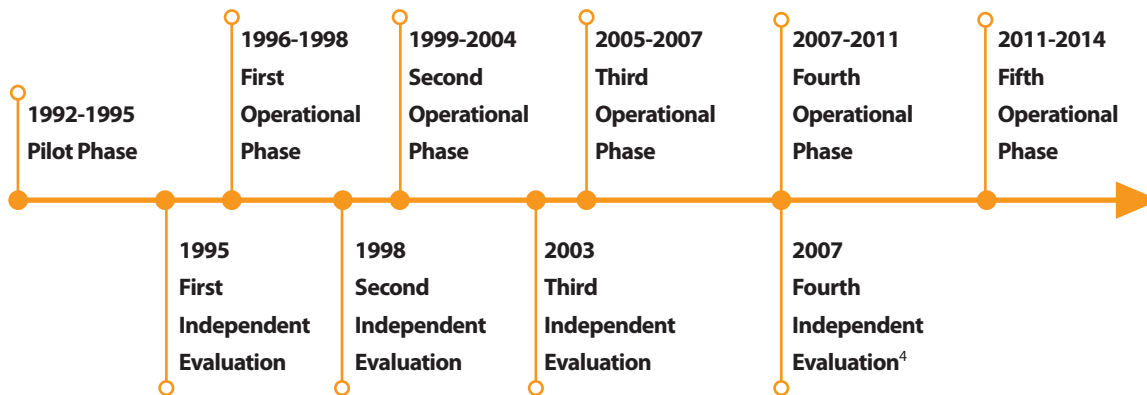 1992-1995
Pilot Phase
1996-1998
First
Operational
Phase
1999-2004
Second
Operational
Phase
2005-2007
Third
Operational
Phase
2007-2011
Fourth
Operational
Phase
2011-2014
Fifth
Operational
Phase
1995
First
Independent
Evaluation
1998
Second
Independent
Evaluation
2003
Third
Independent
Evaluation
2007
Fourth
Independent
Evaluation⁴